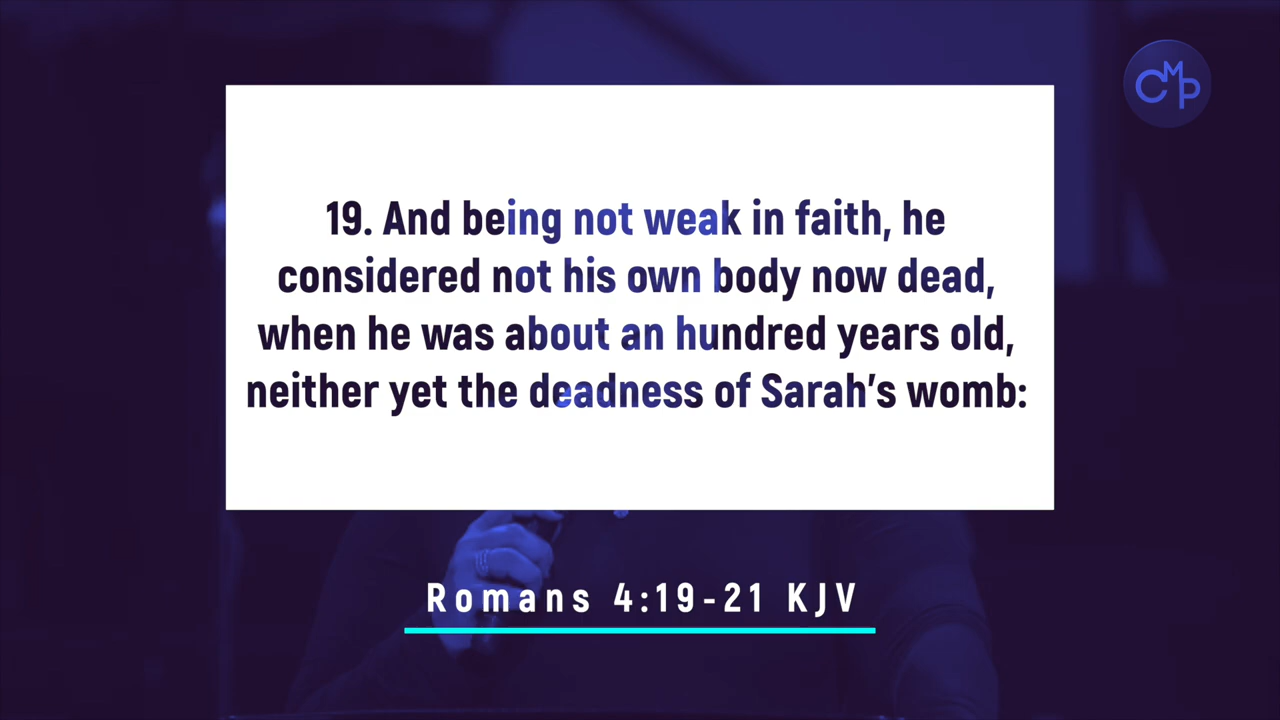 CMP
19. And being not weak in faith, he
considered not his own body now dead,
when he was about an hundred years old,
neither yet the deadness of Sarah’s womb:
Romans 4:19-21 KJV